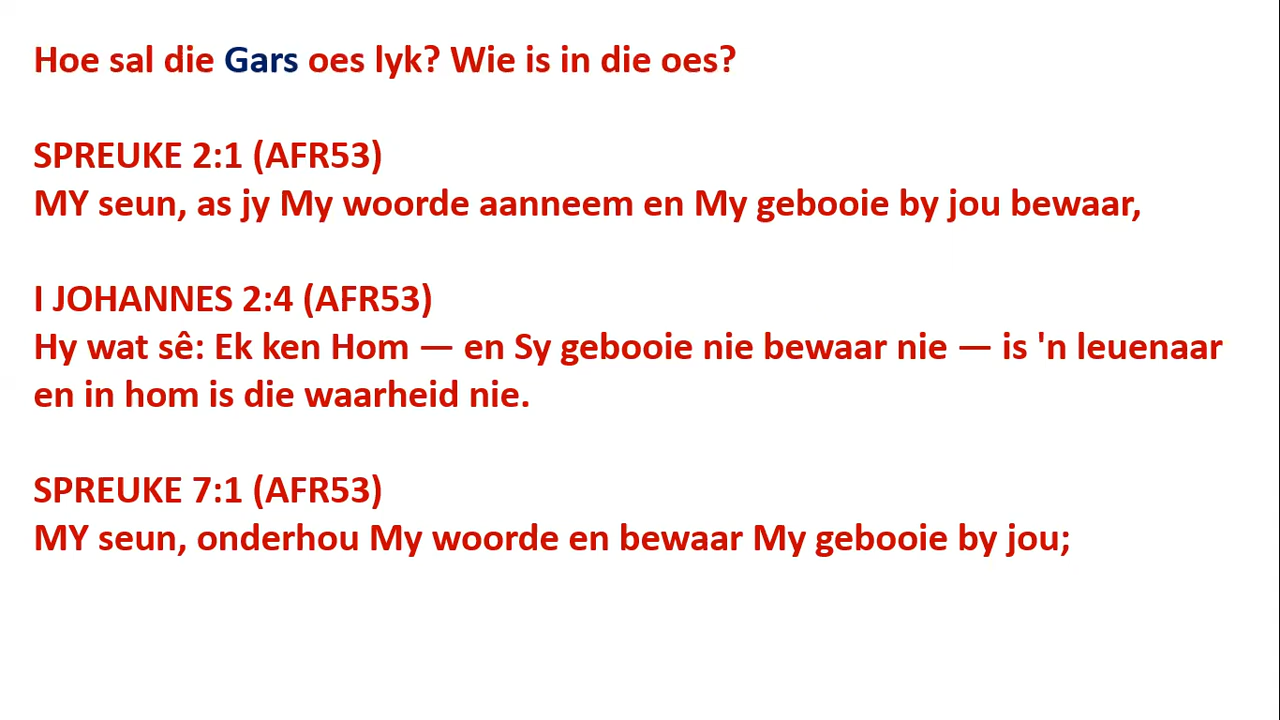 Hoe sal die Gars oes lyk? Wie is in die oes?
SPREUKE 2:1 (AFR53)
MY seun, as jy My woorde aanneem en My gebooie by jou bewaar,
I JOHANNES 2:4 (AFR53)
Hy wat sê: Ek ken Hom — en Sy gebooie nie bewaar nie — is 'n leuenaar
en in hom is die waarheid nie.
SPREUKE 7:1 (AFR53)
MY seun, onderhou My woorde en bewaar My gebooie by jou;